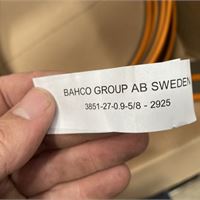 BAHCO GROUP AB SWEDEN
3851-27-0.9-5/8 - 2925